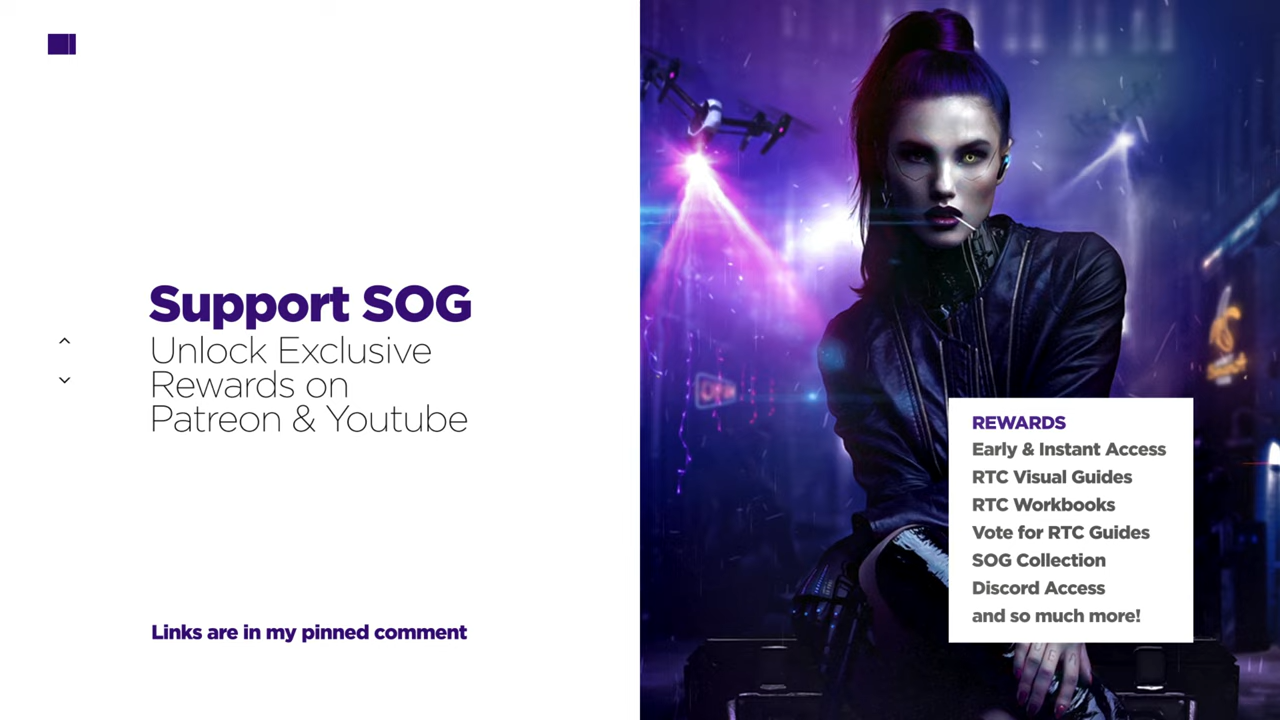 Support SOG
Unlock Exclusive
Rewards on
Patreon & Youtube
Links are in my pinned comment
REWARDS
Early & Instant Access
RTC Visual Guides
RTC Workbooks
Vote for RTC Guides
SOG Collection
Discord Access
and so much more!